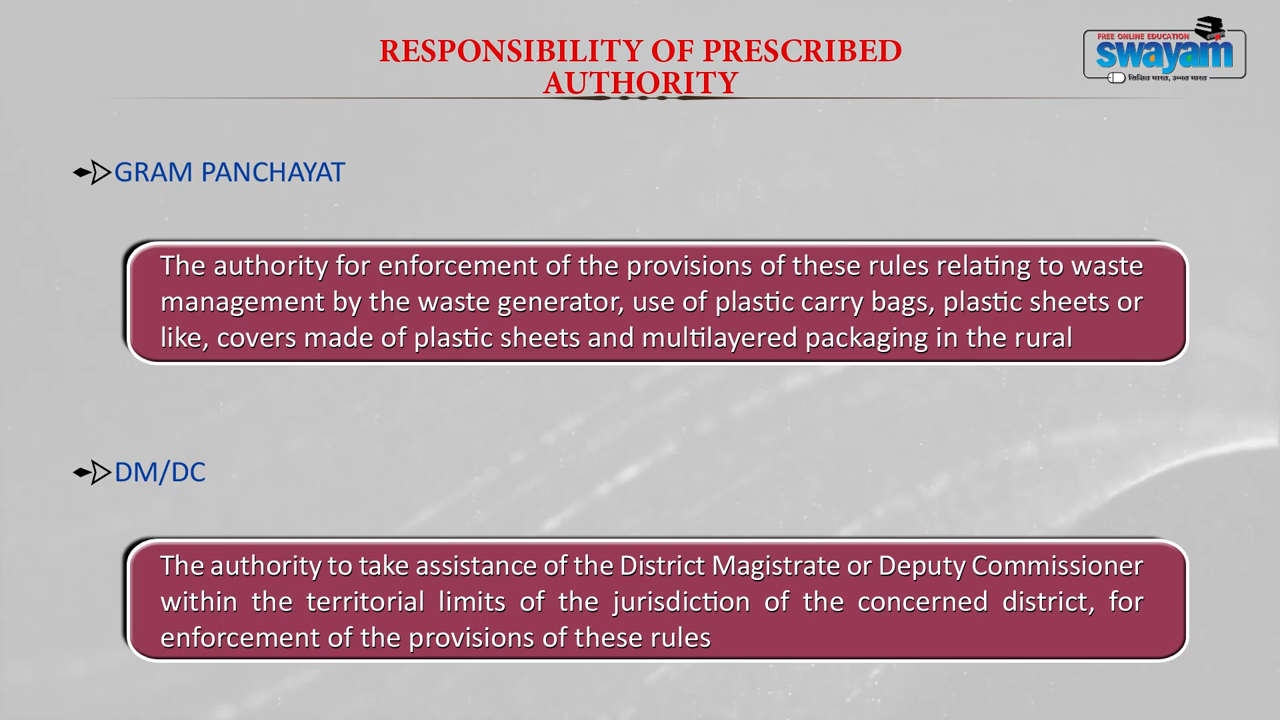 RESPONSIBILITY OF PRESCRIBED
AUTHORITY
FREE ONLINE EDUCATION
swayam
शिक्षित भारत, उन्नत भारत
GRAM PANCHAYAT
The authority for enforcement of the provisions of these rules relating to waste
management by the waste generator, use of plastic carry bags, plastic sheets or
like, covers made of plastic sheets and multilayered packaging in the rural
DM/DC
The authority to take assistance of the District Magistrate or Deputy Commissioner
within the territorial limits of the jurisdiction of the concerned district, for
enforcement of the provisions of these rules